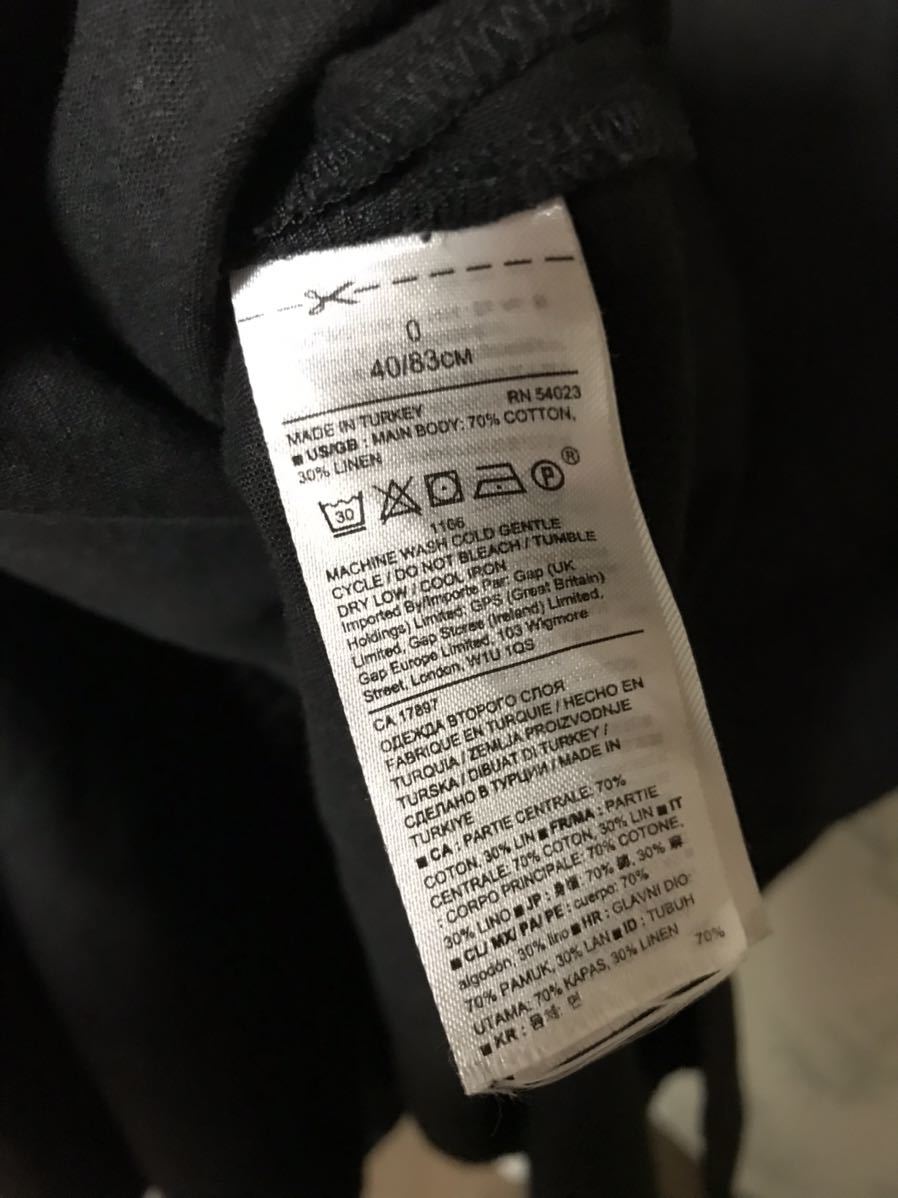 0
40/83CM
RN 54023
MADE IN TURKEY
■ US/GB : MAIN BODY: 70% COTTON,
30% LINEN
30 P ®
1106
MACHINE WASH COLD GENTLE
CYCLE / DO NOT BLEACH / TUMBLE
DRY LOW / COOL IRON
Imported By/Importe Par: Gap (UK
Holdings) Limited, GPS (Great Britain)
Limited, Gap Stores (Ireland) Limited,
Gap Europe Limited, 103 Wigmore
Street, London, W1U 1QS
CA 17897
ОДЕЖДА ВТОРОГО СЛОЯ
FABRIQUE EN TURQUIE / HECHO EN
TURQUIA / ZEMLJA PROIZVODNJE
TURSKA / DIBUAT DI TURKEY /
СДЕЛАНО В ТУРЦИИ / MADE IN
TURKIYE
■ CA : PARTIE CENTRALE: 70%
COTON, 30% LIN ■ FR/MA : PARTIE
CENTRALE: 70% COTON, 30% LIN ■ IT
: CORPO PRINCIPALE: 70% COTONE,
30% LINO ■ JP : 身頃: 70% 綿, 30% 麻
■ CL/ MX/ PA/ PE : cuerpo: 70%
algodón, 30% lino ■ HR : GLAVNI DIO:
70% PAMUK, 30% LAN ■ ID : TUBUH
UTAMA: 70% KAPAS, 30% LINEN
■ KR : 면 70%